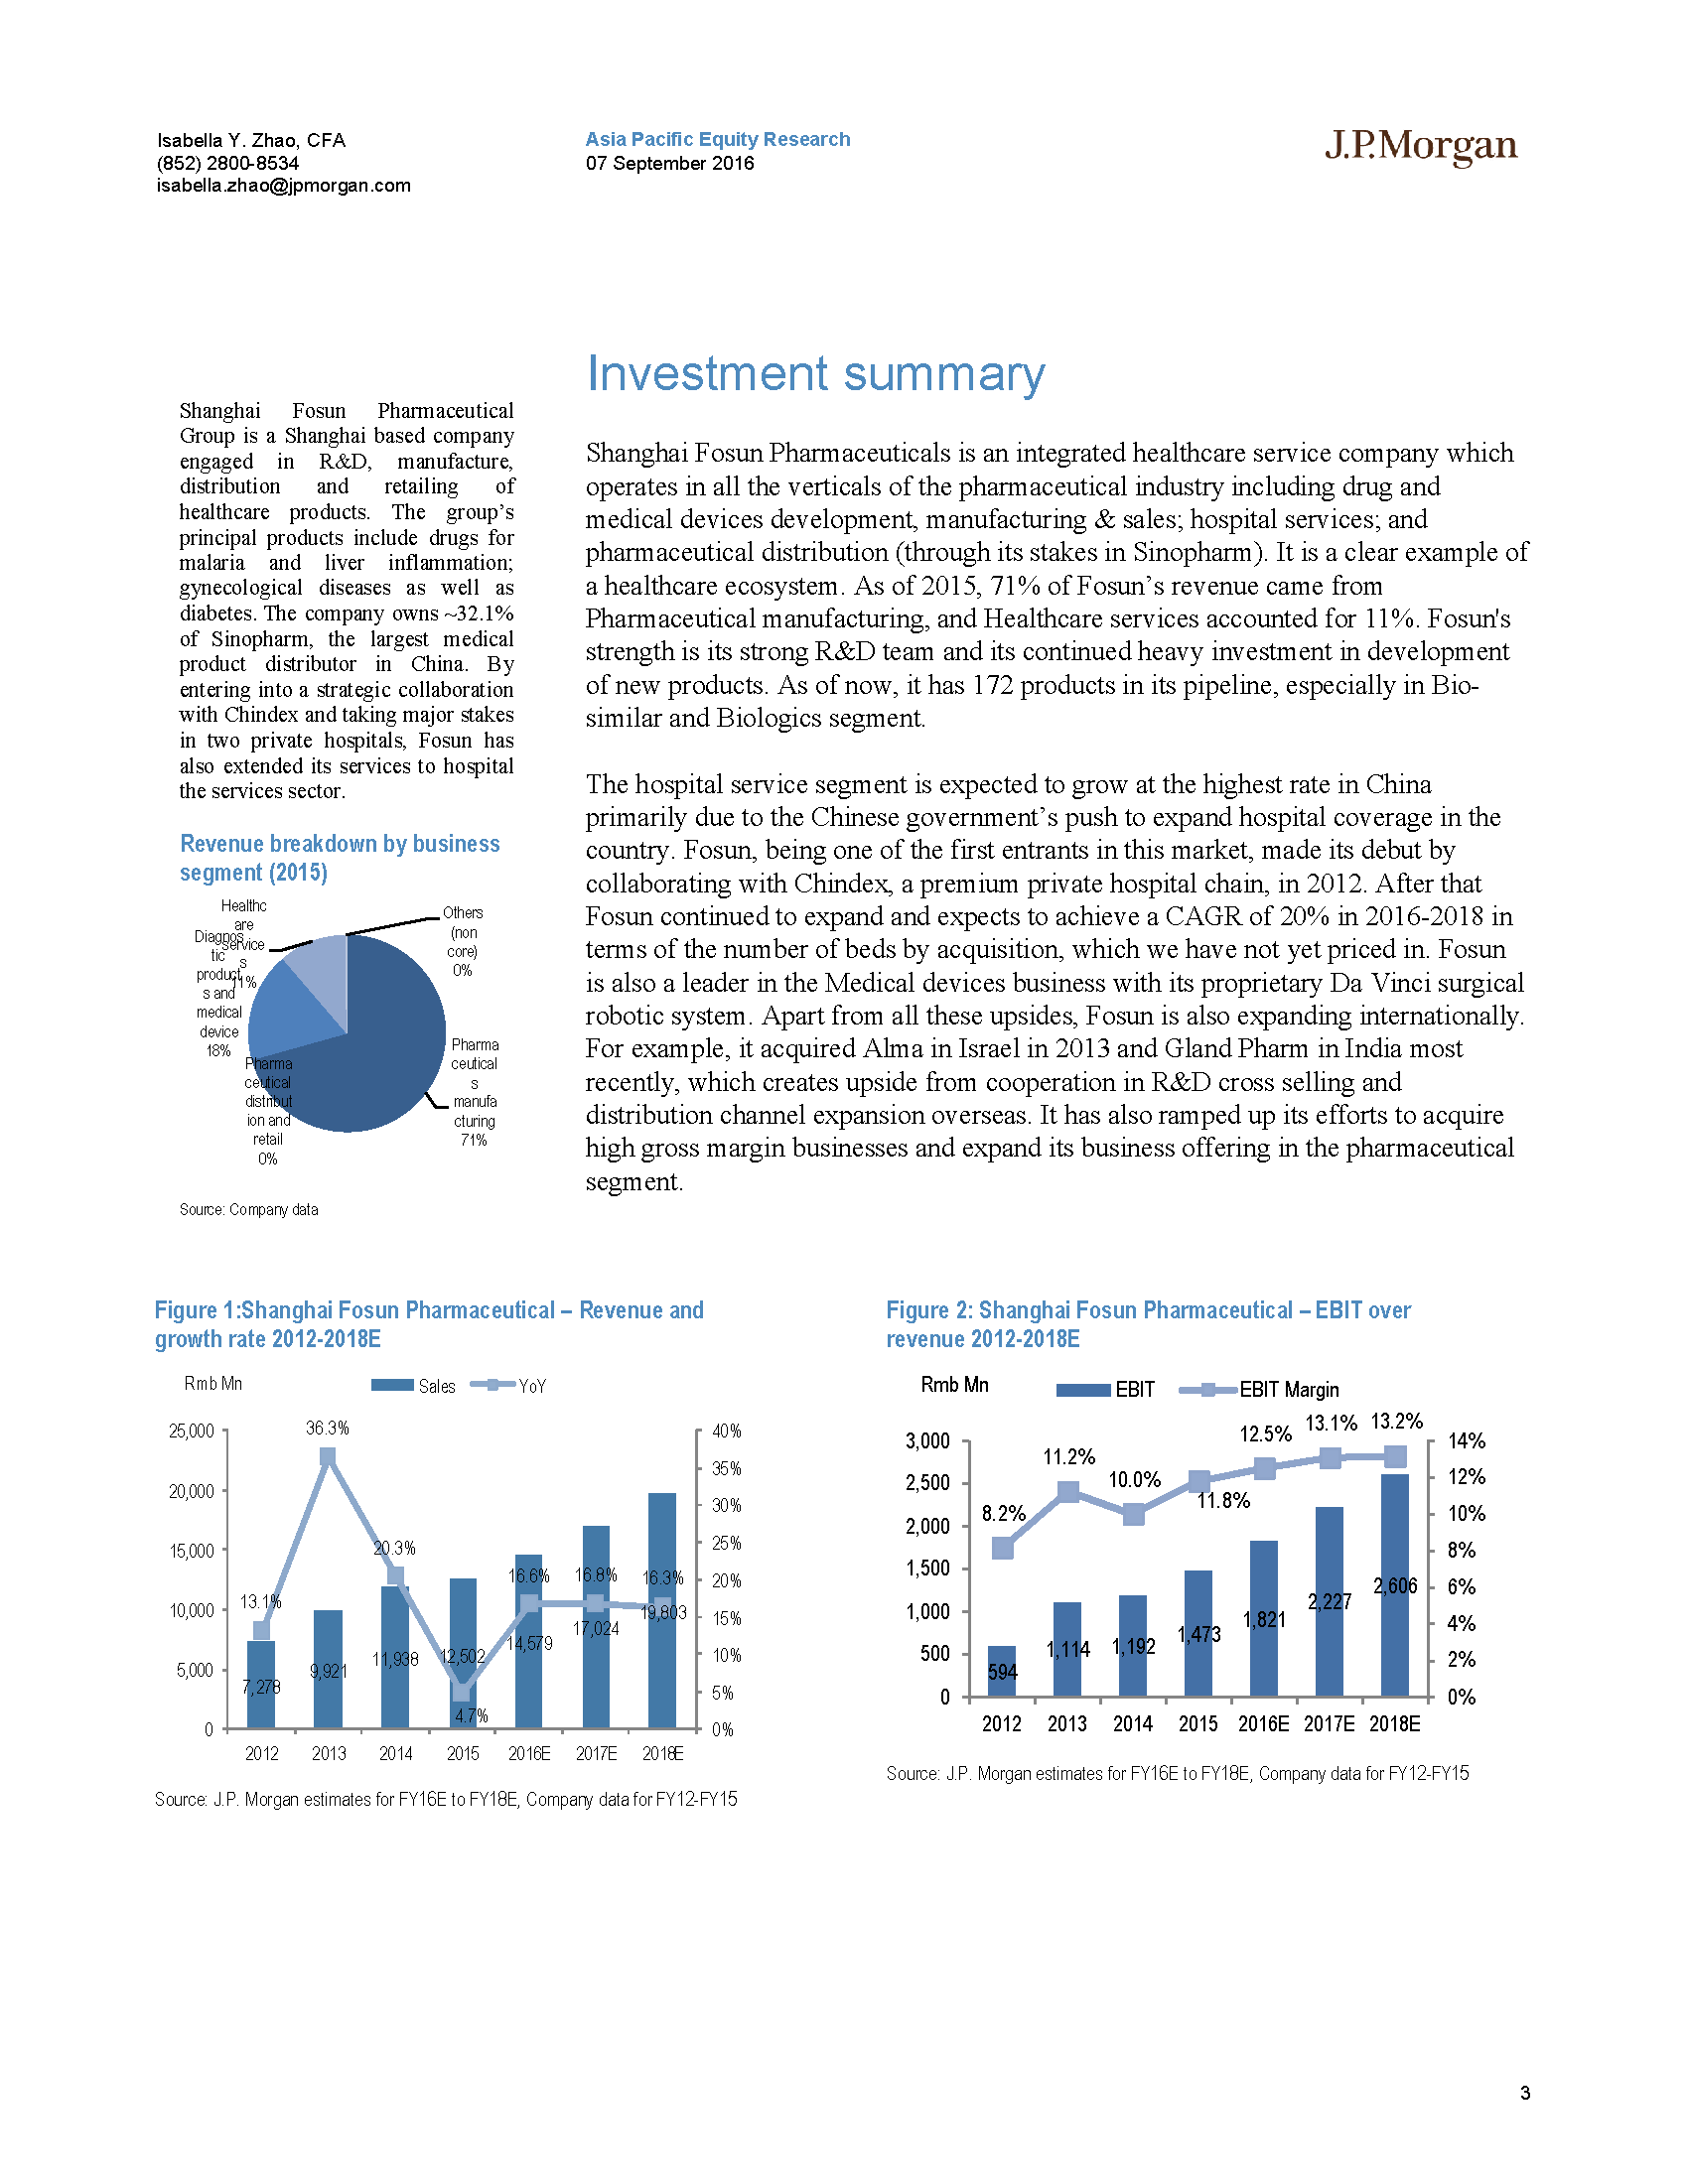 Isabella Y. Zhao, CFA
(852) 2800-8534
isabella.zhao@jpmorgan.com
Asia Pacific Equity Research
07 September 2016
J.P.Morgan
Shanghai Fosun Pharmaceutical
Group is a Shanghai based company
engaged in R&D, manufacture,
distribution and retailing of
healthcare products. The group’s
principal products include drugs for
malaria and liver inflammation;
gynecological diseases as well as
diabetes. The company owns ~32.1%
of Sinopharm, the largest medical
product distributor in China. By
entering into a strategic collaboration
with Chindex and taking major stakes
in two private hospitals, Fosun has
also extended its services to hospital
the services sector.
Revenue breakdown by business
segment (2015)
Healthc
are
service
s
11%
Diagnos
tic
product
s and
medical
device
18%
Pharma
ceutical
distribut
ion and
retail
0%
Others
(non
core)
0%
Pharma
ceutical
s
manufa
cturing
71%
Source: Company data
Investment summary
Shanghai Fosun Pharmaceuticals is an integrated healthcare service company which
operates in all the verticals of the pharmaceutical industry including drug and
medical devices development, manufacturing & sales; hospital services; and
pharmaceutical distribution (through its stakes in Sinopharm). It is a clear example of
a healthcare ecosystem. As of 2015, 71% of Fosun’s revenue came from
Pharmaceutical manufacturing, and Healthcare services accounted for 11%. Fosun's
strength is its strong R&D team and its continued heavy investment in development
of new products. As of now, it has 172 products in its pipeline, especially in Bio-
similar and Biologics segment.
The hospital service segment is expected to grow at the highest rate in China
primarily due to the Chinese government’s push to expand hospital coverage in the
country. Fosun, being one of the first entrants in this market, made its debut by
collaborating with Chindex, a premium private hospital chain, in 2012. After that
Fosun continued to expand and expects to achieve a CAGR of 20% in 2016-2018 in
terms of the number of beds by acquisition, which we have not yet priced in. Fosun
is also a leader in the Medical devices business with its proprietary Da Vinci surgical
robotic system. Apart from all these upsides, Fosun is also expanding internationally.
For example, it acquired Alma in Israel in 2013 and Gland Pharm in India most
recently, which creates upside from cooperation in R&D cross selling and
distribution channel expansion overseas. It has also ramped up its efforts to acquire
high gross margin businesses and expand its business offering in the pharmaceutical
segment.
Figure 1:Shanghai Fosun Pharmaceutical – Revenue and
growth rate 2012-2018E
Rmb Mn
Sales YoY
25,000
20,000
15,000
10,000
5,000
0
13.1% 36.3% 20.3% 4.7% 16.6% 16.8% 16.3%
7,278 9,921 11,938 12,502 14,579 17,024 19,803
40%
35%
30%
25%
20%
15%
10%
5%
0%
2012 2013 2014 2015 2016E 2017E 2018E
Source: J.P. Morgan estimates for FY16E to FY18E, Company data for FY12-FY15
Figure 2: Shanghai Fosun Pharmaceutical – EBIT over
revenue 2012-2018E
Rmb Mn
EBIT EBIT Margin
3,000
2,500
2,000
1,500
1,000
500
0
8.2% 11.2% 10.0% 11.8% 12.5% 13.1% 13.2%
594 1,114 1,192 1,473 1,821 2,227 2,606
14%
12%
10%
8%
6%
4%
2%
0%
2012 2013 2014 2015 2016E 2017E 2018E
Source: J.P. Morgan estimates for FY16E to FY18E, Company data for FY12-FY15
3